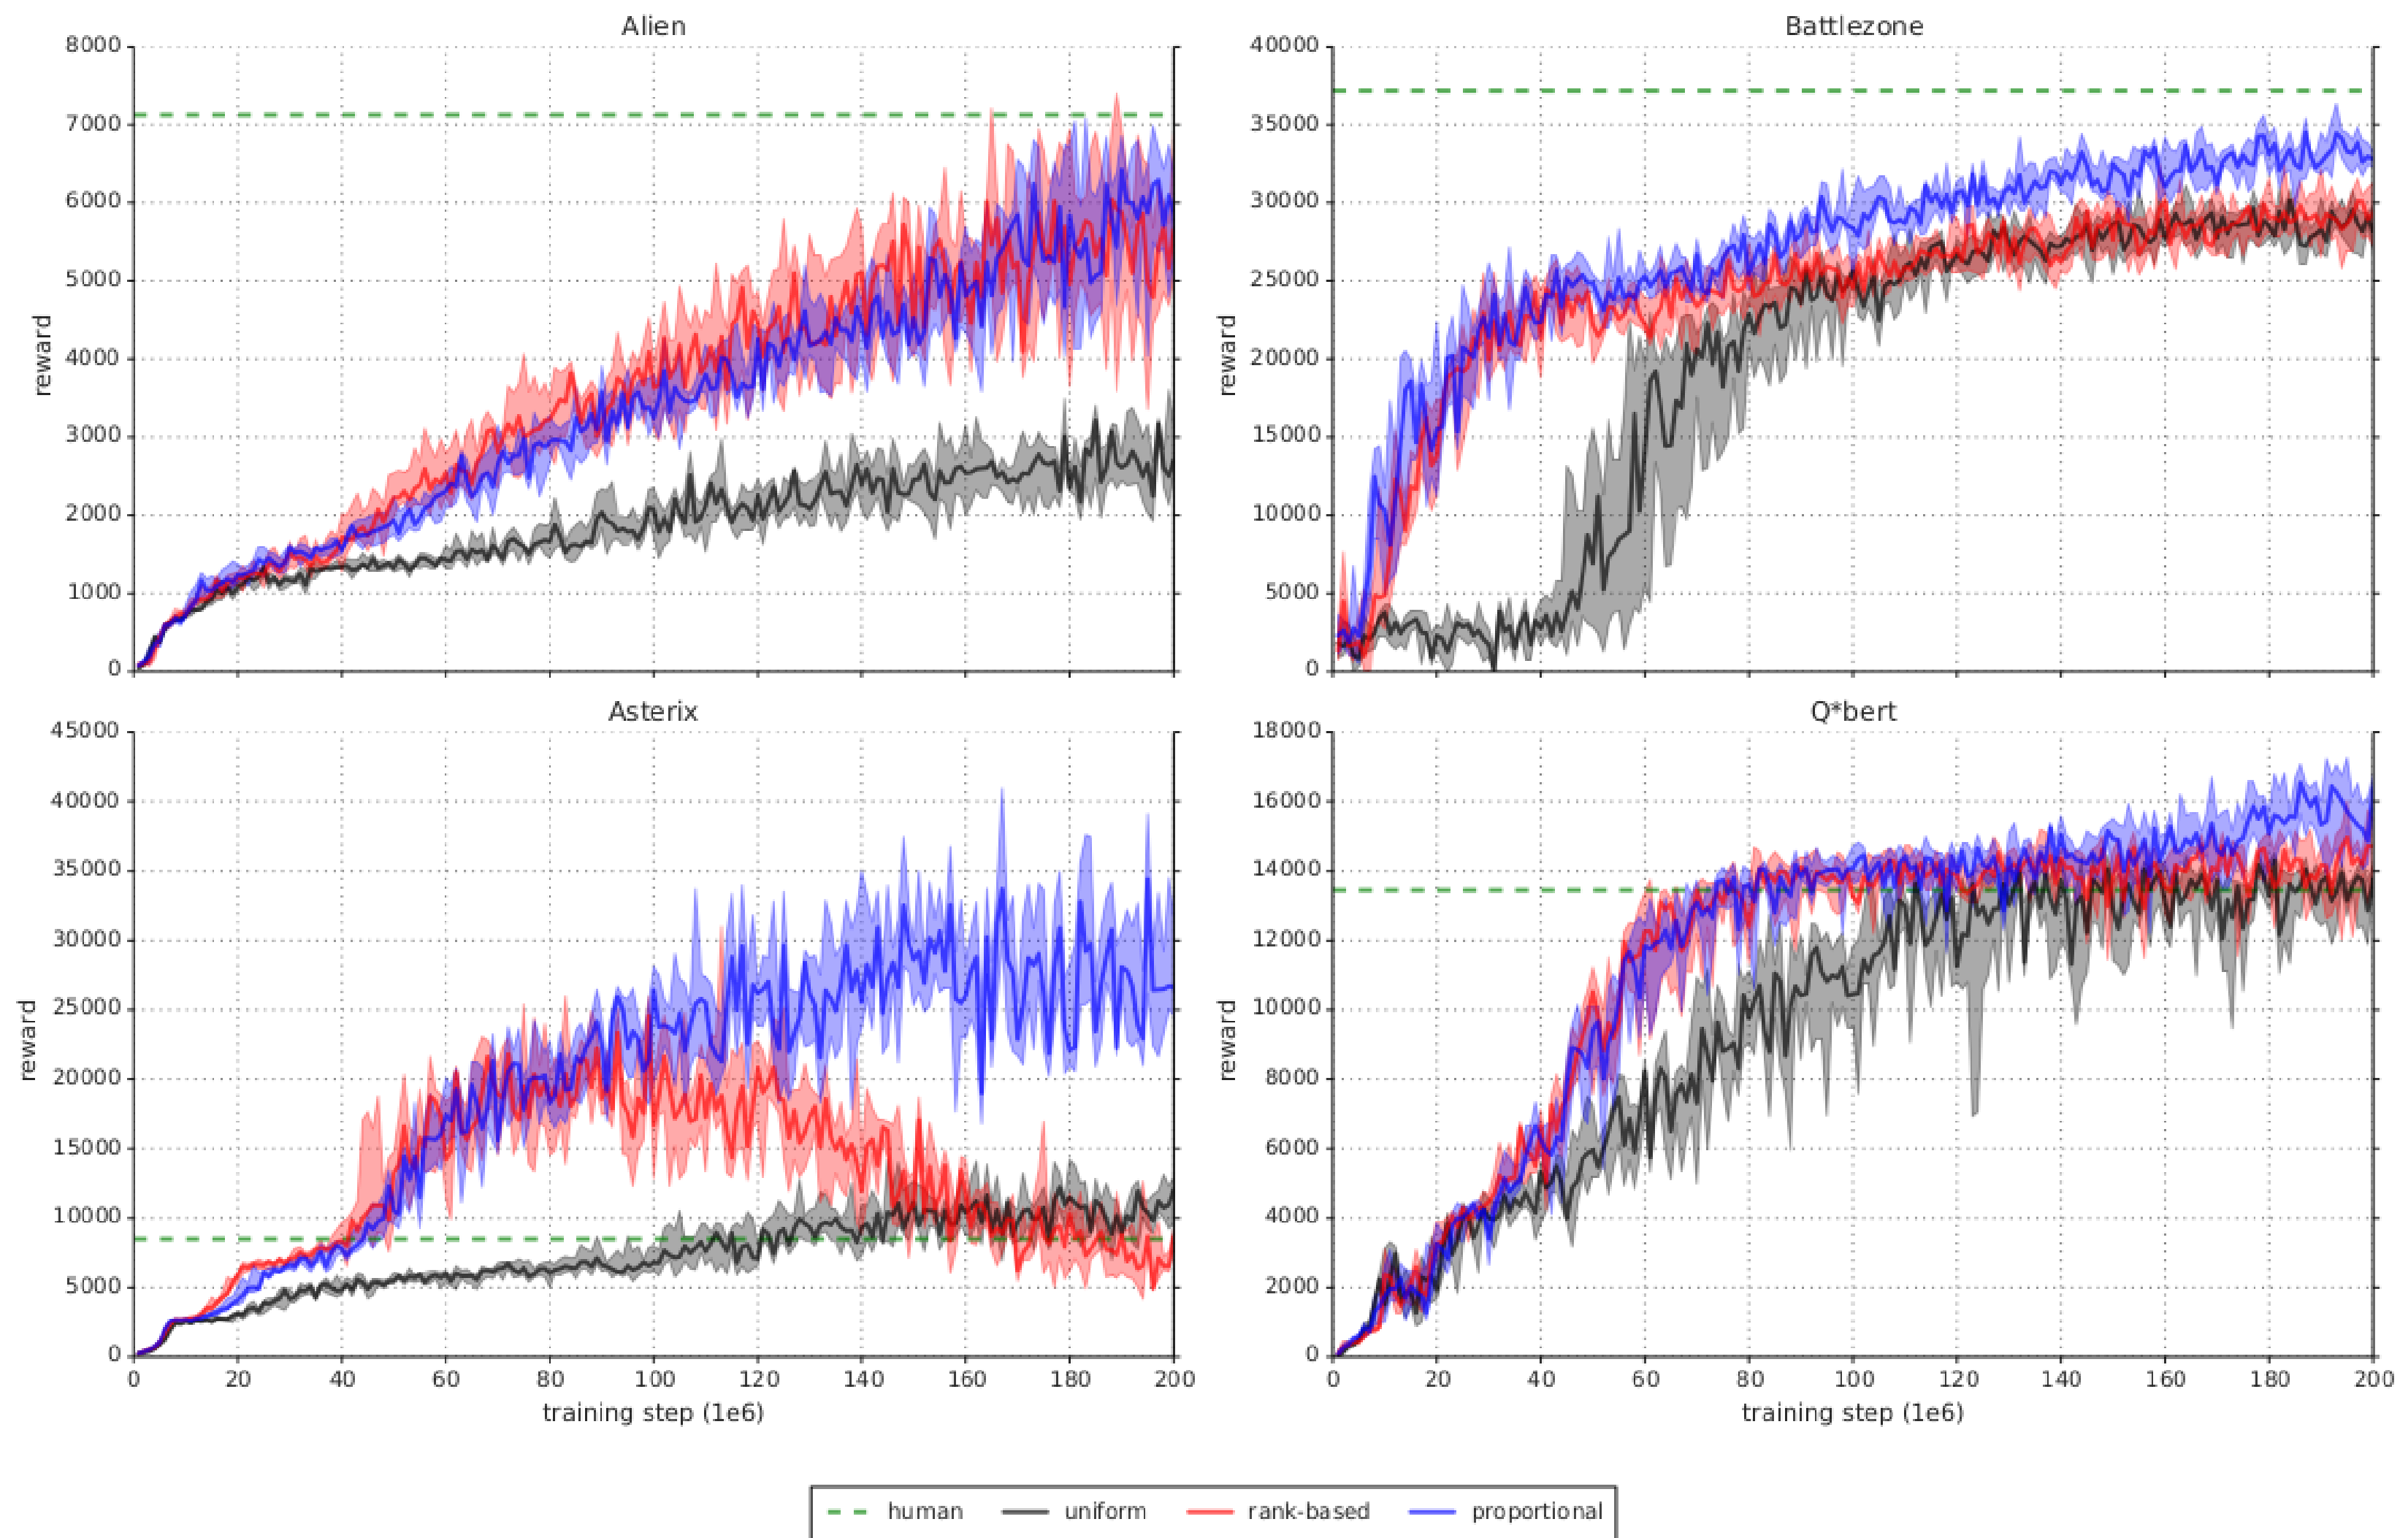 Alien
8000
7000
6000
5000
4000
3000
2000
1000
0
reward
Battlezone
40000
35000
30000
25000
20000
15000
10000
5000
0
reward
Asterix
45000
40000
35000
30000
25000
20000
15000
10000
5000
0
reward
0 20 40 60 80 100 120 140 160 180 200
training step (1e6)
Q*bert
18000
16000
14000
12000
10000
8000
6000
4000
2000
0
reward
0 20 40 60 80 100 120 140 160 180 200
training step (1e6)
human uniform rank-based proportional